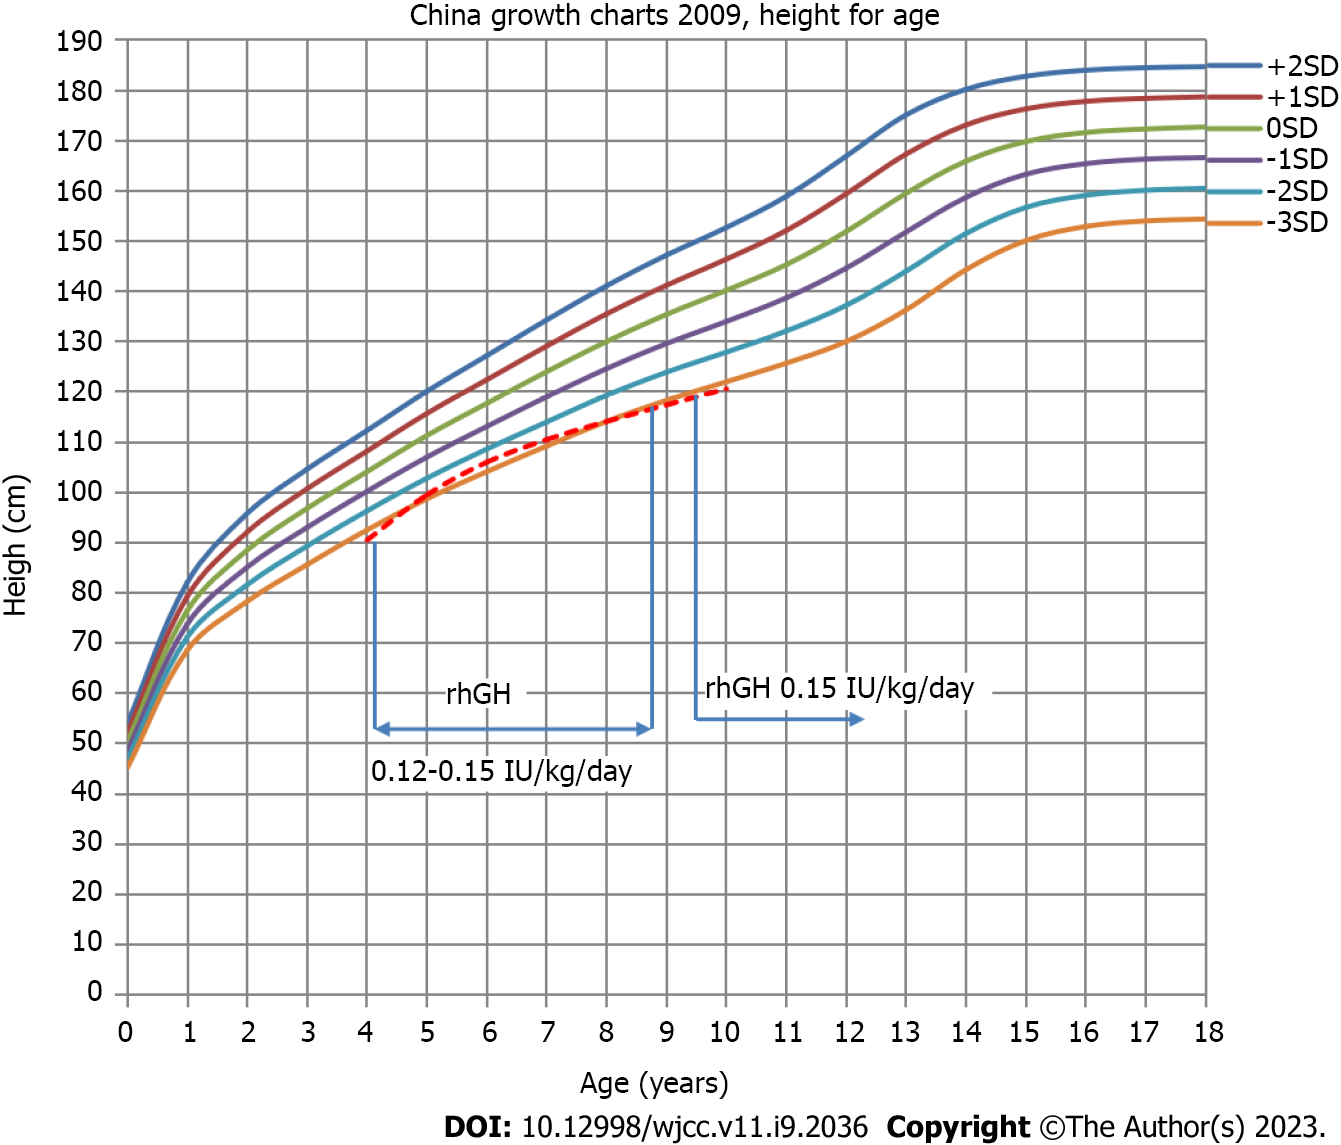 China growth charts 2009, height for age
190
180
170
160
150
140
130
120
110
100
90
80
70
60
50
40
30
20
10
0
Heigh (cm)
+2SD
+1SD
0SD
-1SD
-2SD
-3SD
rhGH
rhGH 0.15 IU/kg/day
0.12-0.15 IU/kg/day
0 1 2 3 4 5 6 7 8 9 10 11 12 13 14 15 16 17 18
Age (years)
DOI: 10.12998/wjcc.v11.i9.2036 Copyright ©The Author(s) 2023.